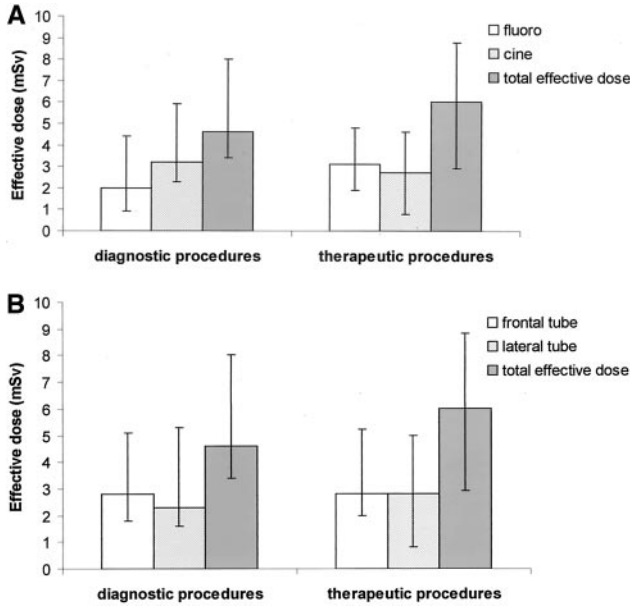 A
Effective dose (mSv)
10
9
8
7
6
5
4
3
2
1
0
fluoro
cine
total effective dose
diagnostic procedures
therapeutic procedures
B
Effective dose (mSv)
10
9
8
7
6
5
4
3
2
1
0
frontal tube
lateral tube
total effective dose
diagnostic procedures
therapeutic procedures